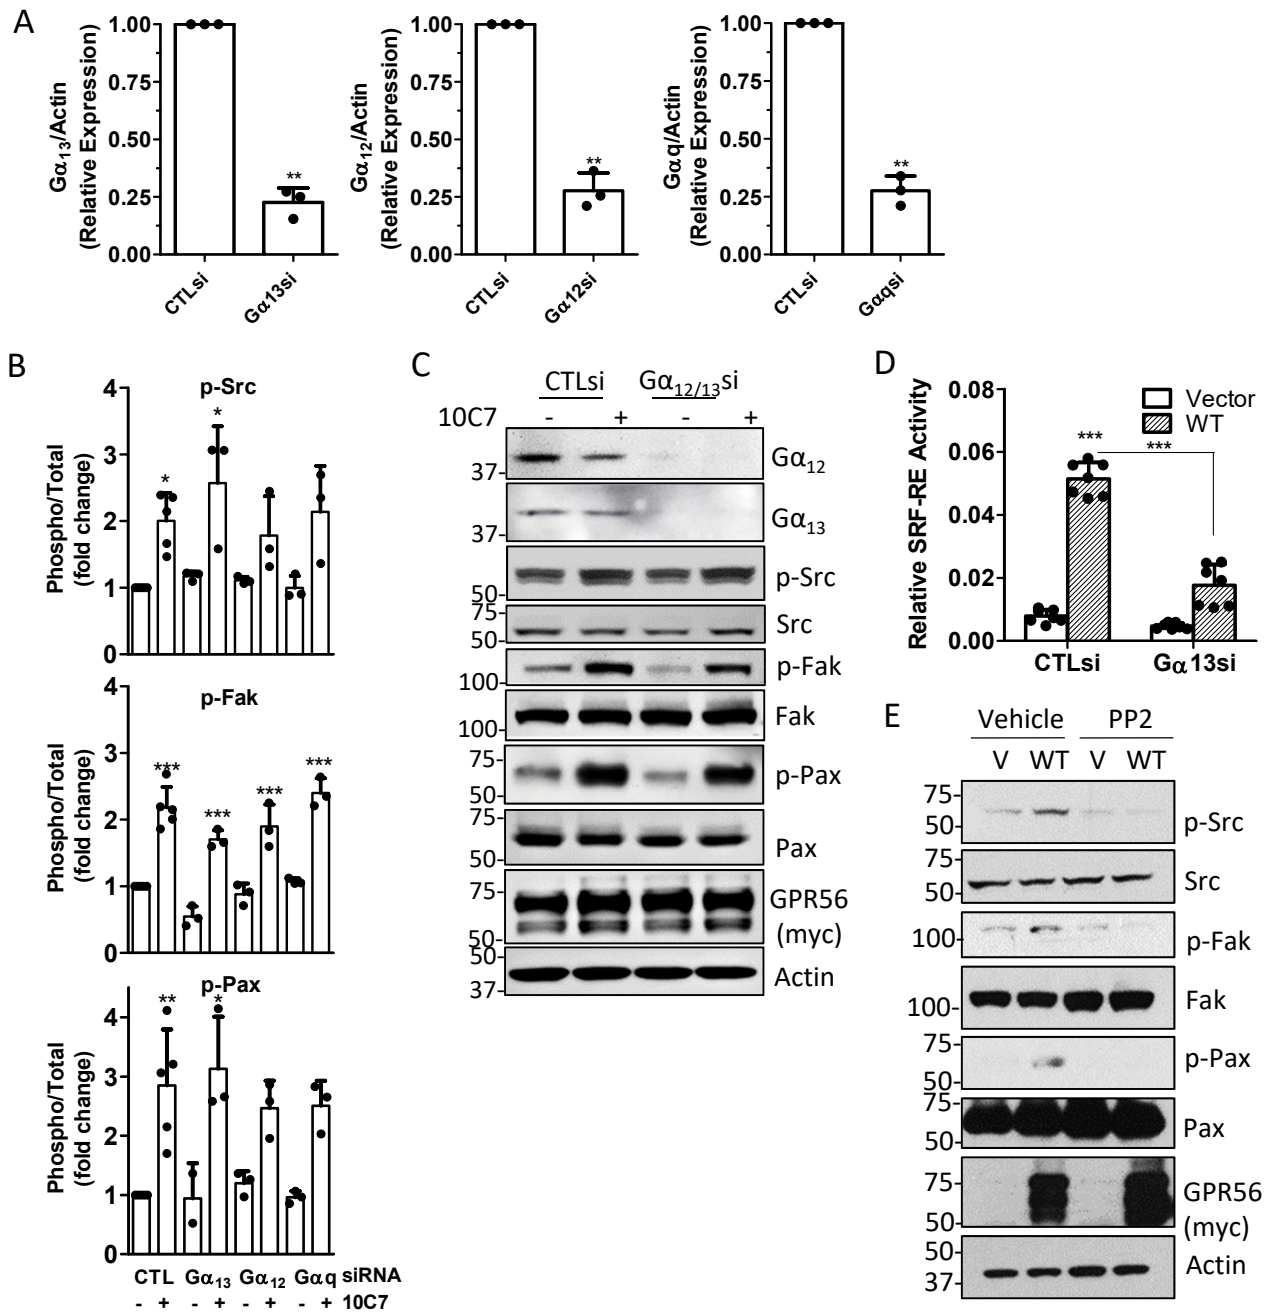 A
Gα13/Actin
(Relative Expression)
1.00
0.75
0.50
0.25
0.00
**
CTLsi
Gα13si
Gα12/Actin
(Relative Expression)
1.00
0.75
0.50
0.25
0.00
**
CTLsi
Gα12si
Gαq/Actin
(Relative Expression)
1.00
0.75
0.50
0.25
0.00
**
CTLsi
Gαqsi
B
p-Src
Phospho/Total
(fold change)
4
3
2
1
0
* *
p-Fak
Phospho/Total
(fold change)
4
3
2
1
0
*** *** *** ***
p-Pax
Phospho/Total
(fold change)
4
3
2
1
0
** *
CTL Gα13 Gα12 Gαq siRNA
- + - + - + - + 10C7
C
CTLsi Gα12/13si
10C7 - + - +
37- Gα12
37- Gα13
50- p-Src
75-
50- Src
100- p-Fak
100- Fak
75-
50- p-Pax
50- Pax
75- GPR56
50- (myc)
50-
37- Actin
D
Relative SRF-RE Activity
0.08
0.06
0.04
0.02
0.00
Vector
WT
*** ***
CTLsi Gα13si
E
Vehicle PP2
V WT V WT
75-
50- p-Src
75-
50- Src
100- p-Fak
100- Fak
75-
50- p-Pax
75-
50- Pax
75- GPR56
50- (myc)
50-
37- Actin